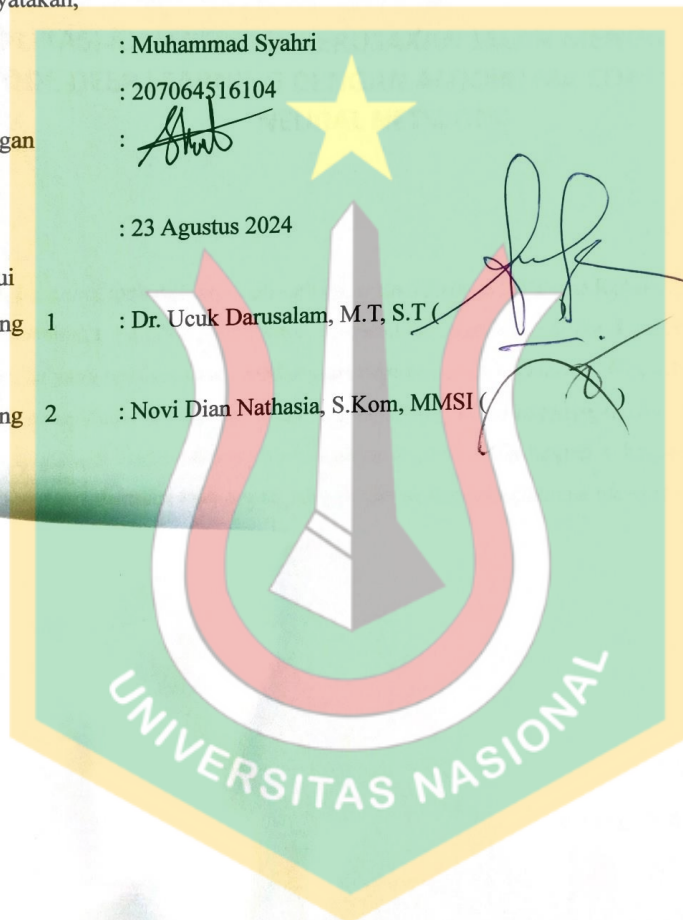 yatakan,
: Muhammad Syahri
: 207064516104
gan :
: 23 Agustus 2024
ui
ng 1 : Dr. Ucuk Darusalam, M.T, S.T (
ng 2 : Novi Dian Nathasia, S.Kom, MMSI ( )
UNIVERSITAS NASIONAL